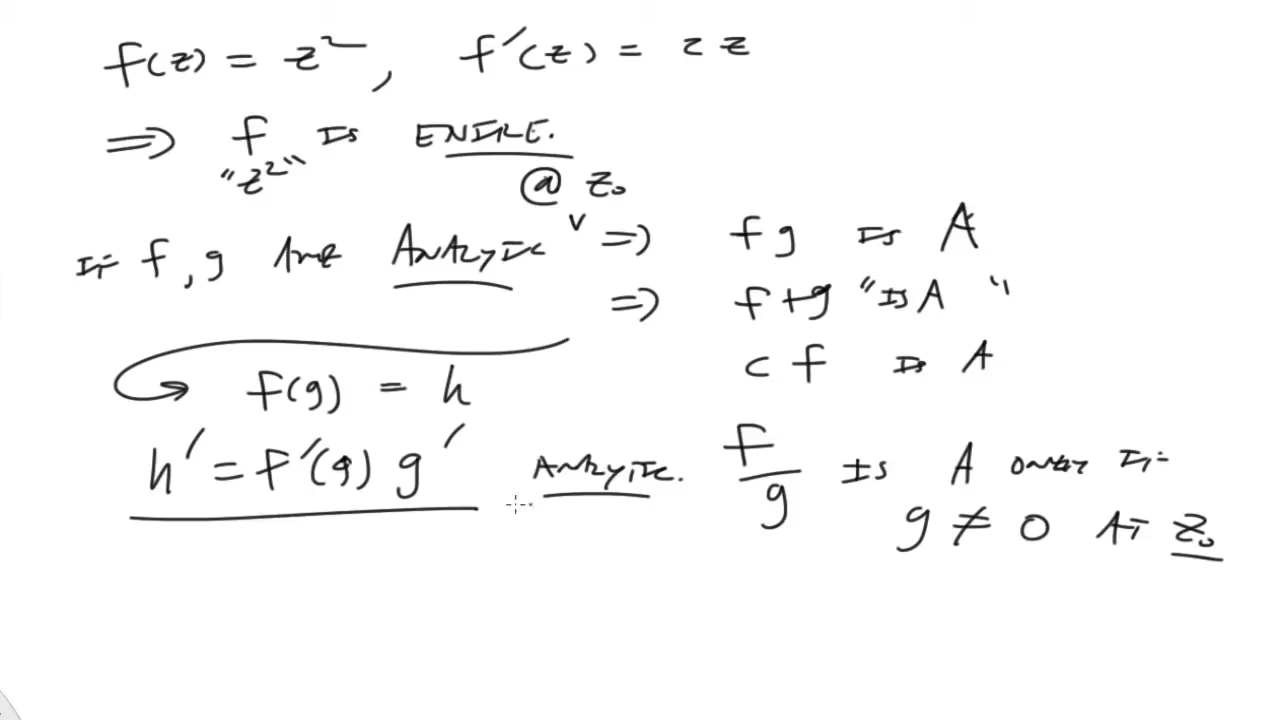 f(z) = z², f'(z) = 2z
⟹ f Is ENTIRE.
"z²"
@ z₀
If f, g Are ANALYTIC ⟹ fg Is A
⟹ f+g "Is A"
cf Is A
f(g) = h
h' = f'(g) g' ANALYTIC.
f/g Is A ONLY If
g ≠ 0 AT z₀